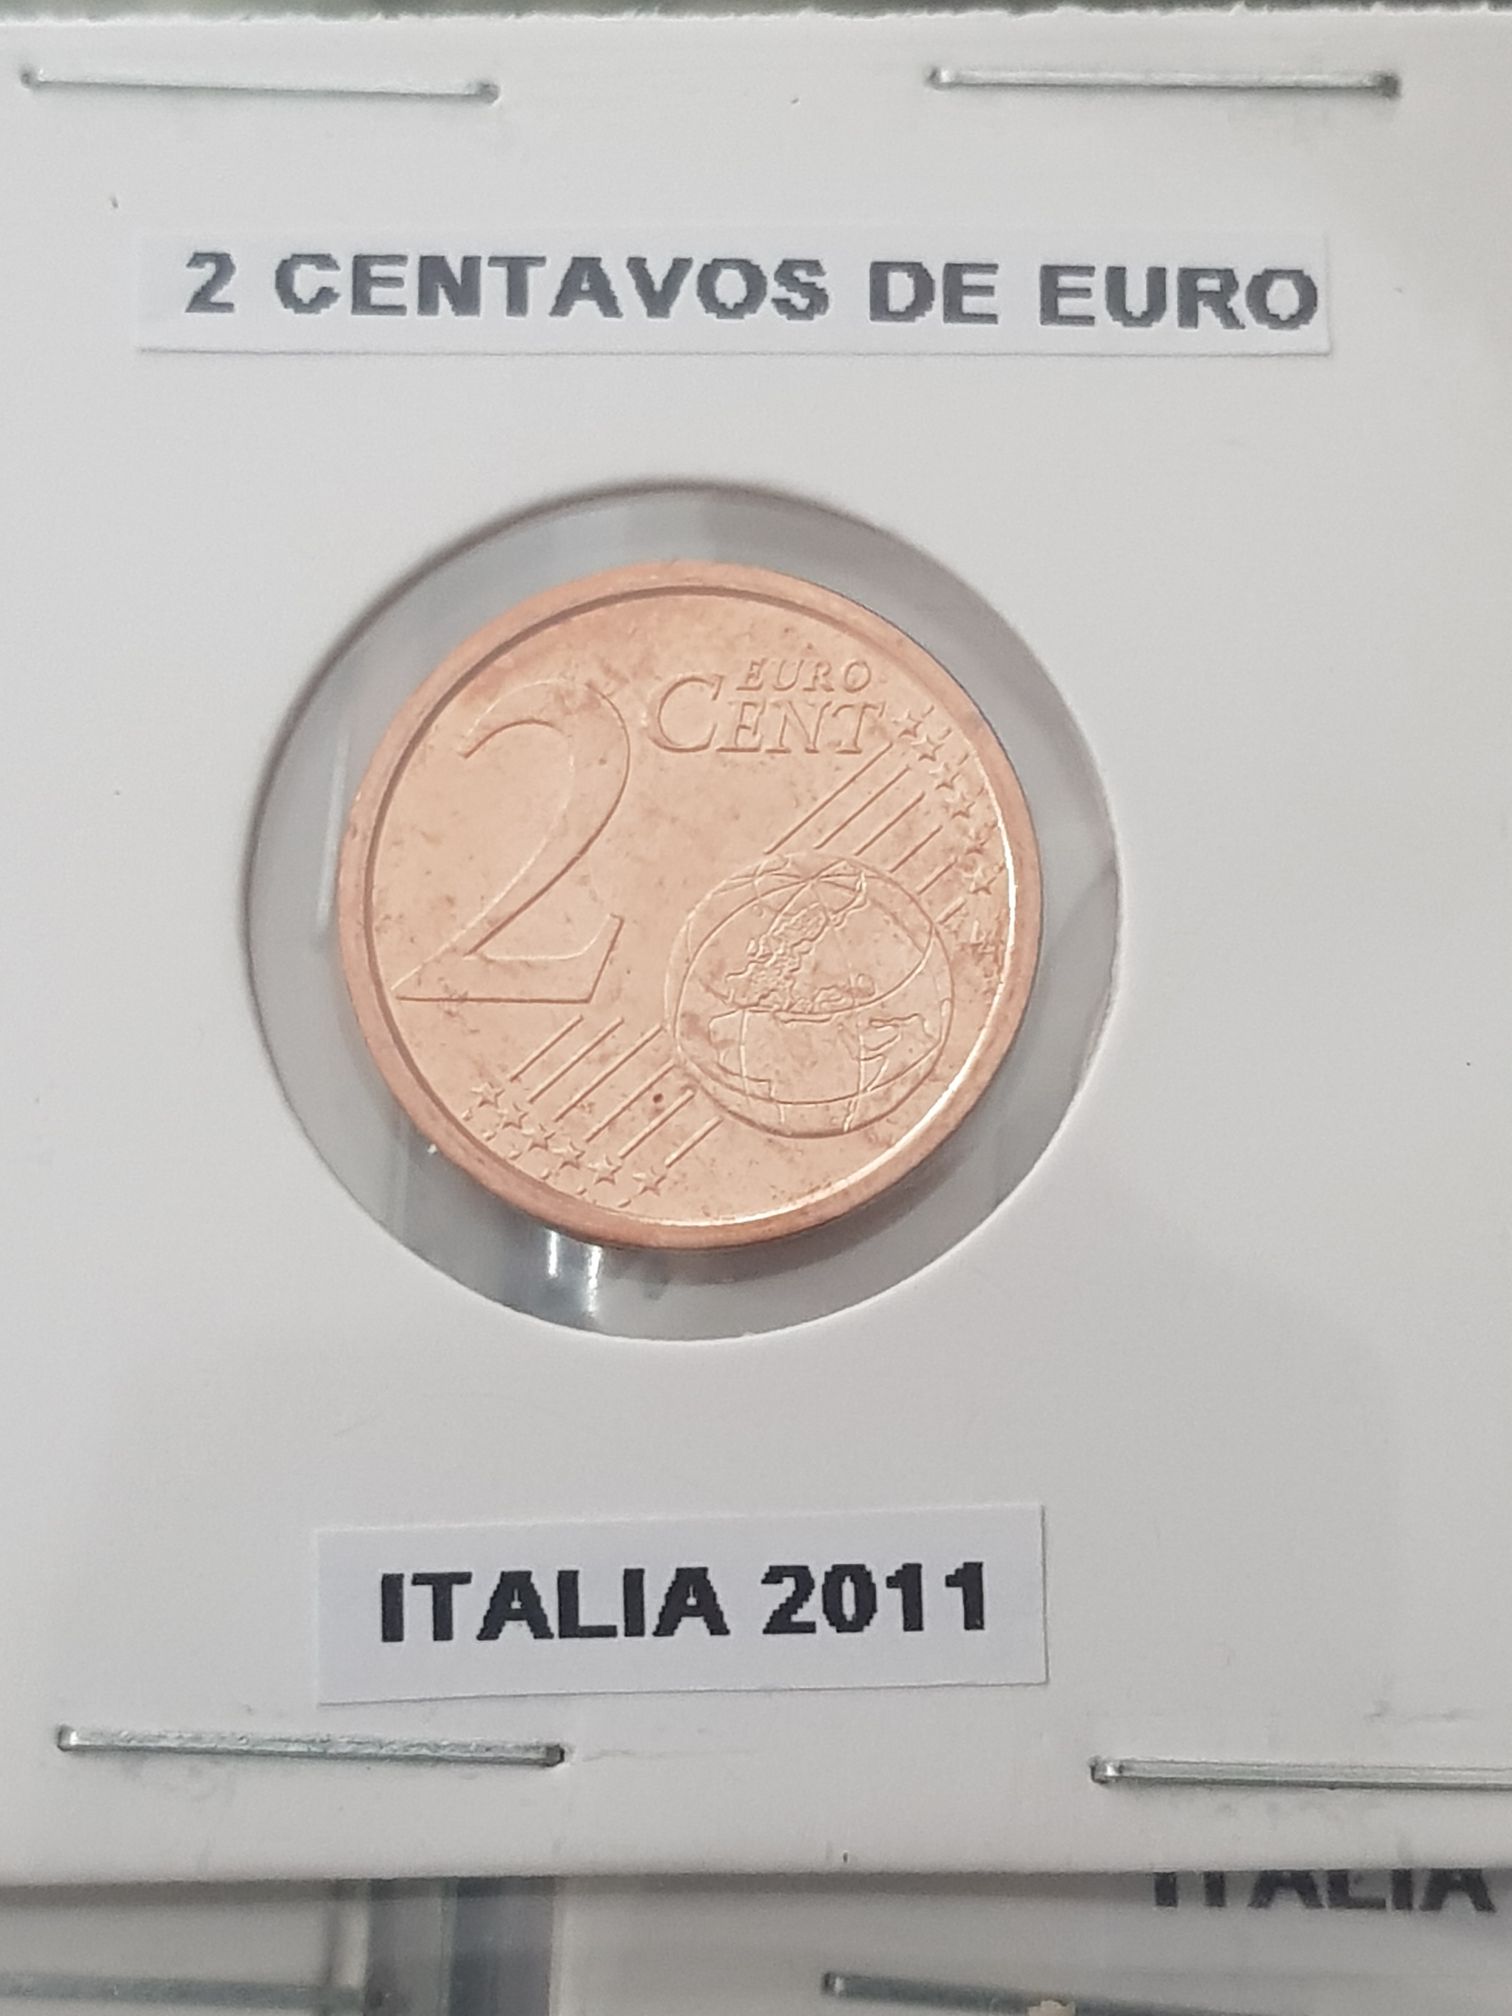 2 CENTAVOS DE EURO
2 EURO
CENT
ITALIA 2011
ITALIA